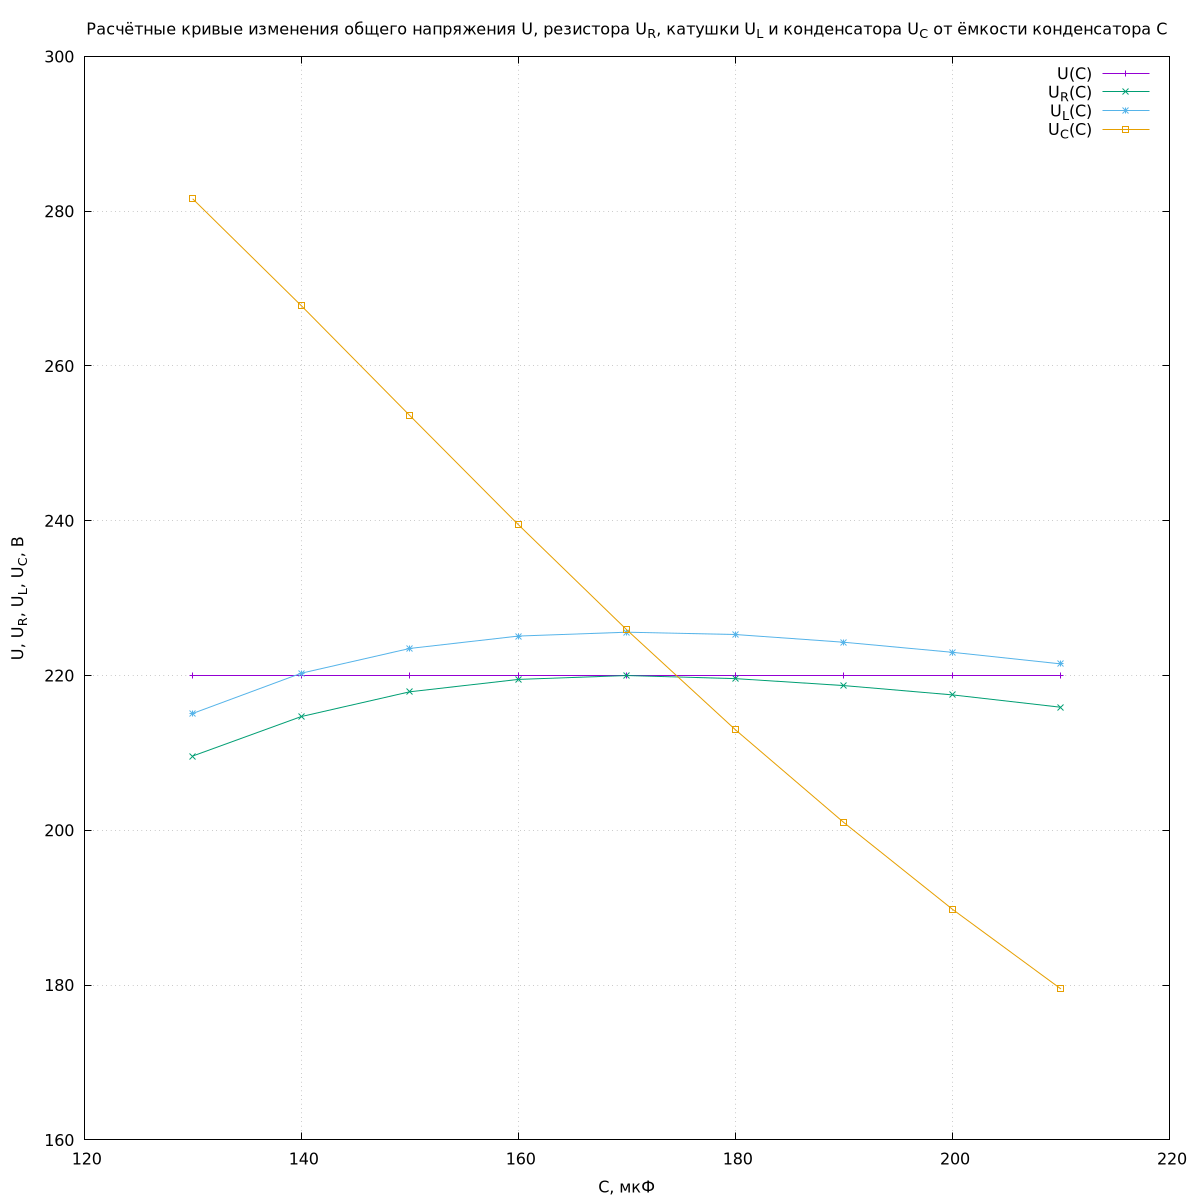 Расчётные кривые изменения общего напряжения U, резистора U_R, катушки U_L и конденсатора U_C от ёмкости конденсатора C
U(C)
U_R(C)
U_L(C)
U_C(C)
300
280
260
240
220
200
180
160
U, U_R, U_L, U_C, В
120 140 160 180 200 220
C, мкФ